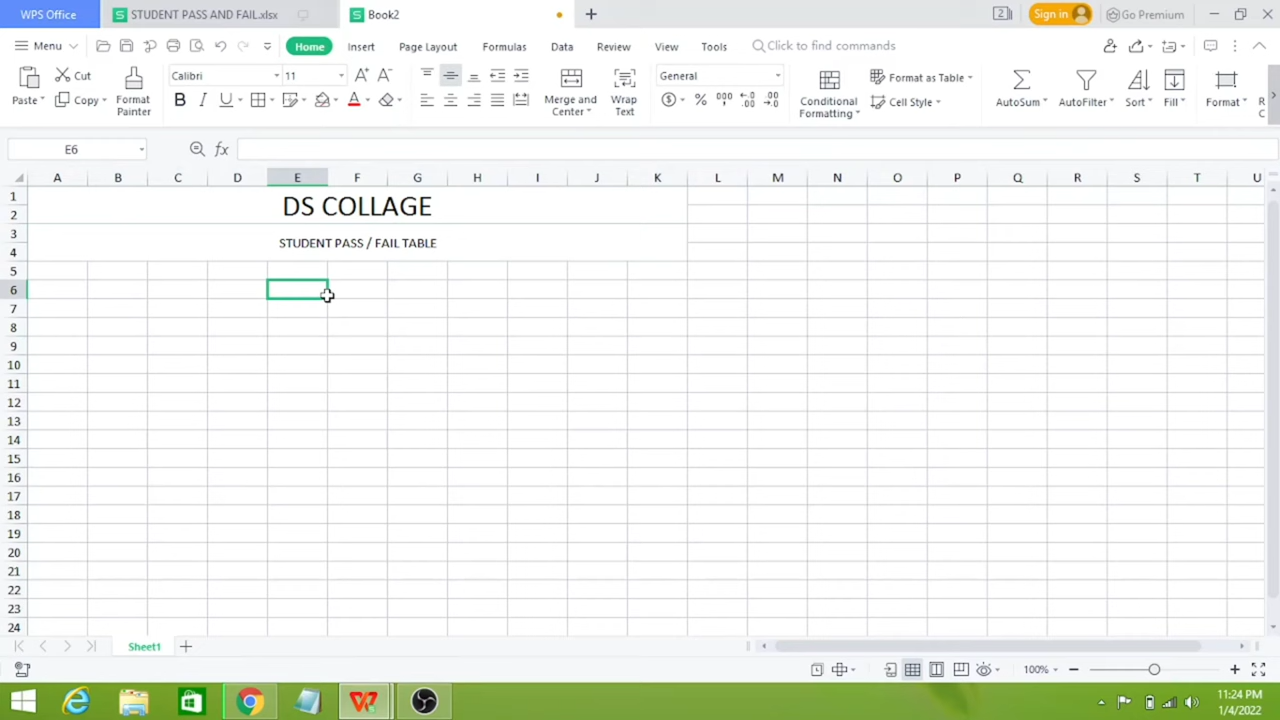 WPS Office STUDENT PASS AND FAIL.xlsx Book2 Sign in Go Premium
Menu Home Insert Page Layout Formulas Data Review View Tools Click to find commands
Cut Calibri 11 General Format as Table
Paste Copy Format Painter B I U A Merge and Center Wrap Text $ % Conditional Formatting Cell Style AutoSum AutoFilter Sort Fill Format
E6 fx
A B C D E F G H I J K L M N O P Q R S T U
1 DS COLLAGE
2
3 STUDENT PASS / FAIL TABLE
4
5
6
7
8
9
10
11
12
13
14
15
16
17
18
19
20
21
22
23
24
Sheet1
100%
11:24 PM
1/4/2022